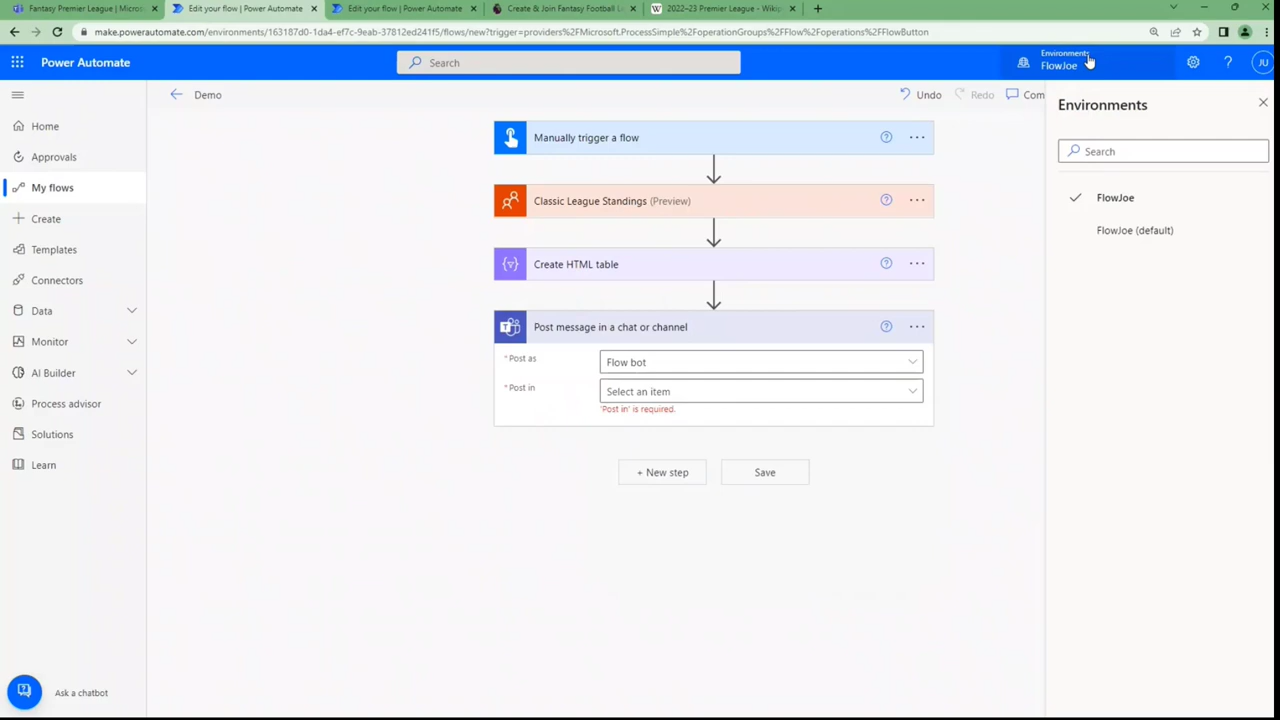 Fantasy Premier League | Micros
Edit your flow | Power Automate
Edit your flow | Power Automate
Create & Join Fantasy Football L
2022–23 Premier League - Wikip
make.powerautomate.com/environments/163187d0-1da4-ef7c-9eab-37812ed241f5/flows/new?trigger=providers%2FMicrosoft.ProcessSimple%2FoperationGroups%2FFlow%2Foperations%2FFlowButton
Power Automate
Search
Environments
FlowJoe
JU
Demo
Undo
Redo
Com
Environments
Search
FlowJoe
FlowJoe (default)
Home
Approvals
My flows
Create
Templates
Connectors
Data
Monitor
AI Builder
Process advisor
Solutions
Learn
Ask a chatbot
Manually trigger a flow
Classic League Standings (Preview)
Create HTML table
Post message in a chat or channel
* Post as
Flow bot
* Post in
Select an item
'Post in' is required.
+ New step
Save